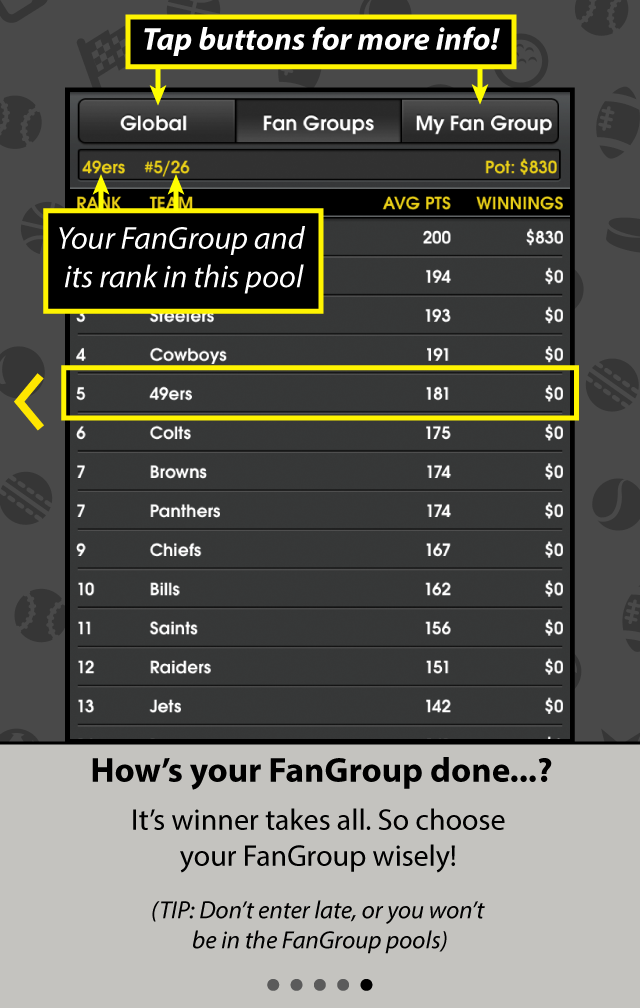 Tap buttons for more info!
Global Fan Groups My Fan Group
49ers #5/26 Pot: $830
RANK TEAM AVG PTS WINNINGS
Your FanGroup and
its rank in this pool
200 $830
194 $0
3 Steelers 193 $0
4 Cowboys 191 $0
5 49ers 181 $0
6 Colts 175 $0
7 Browns 174 $0
7 Panthers 174 $0
9 Chiefs 167 $0
10 Bills 162 $0
11 Saints 156 $0
12 Raiders 151 $0
13 Jets 142 $0
How's your FanGroup done...?
It's winner takes all. So choose
your FanGroup wisely!
(TIP: Don't enter late, or you won't
be in the FanGroup pools)